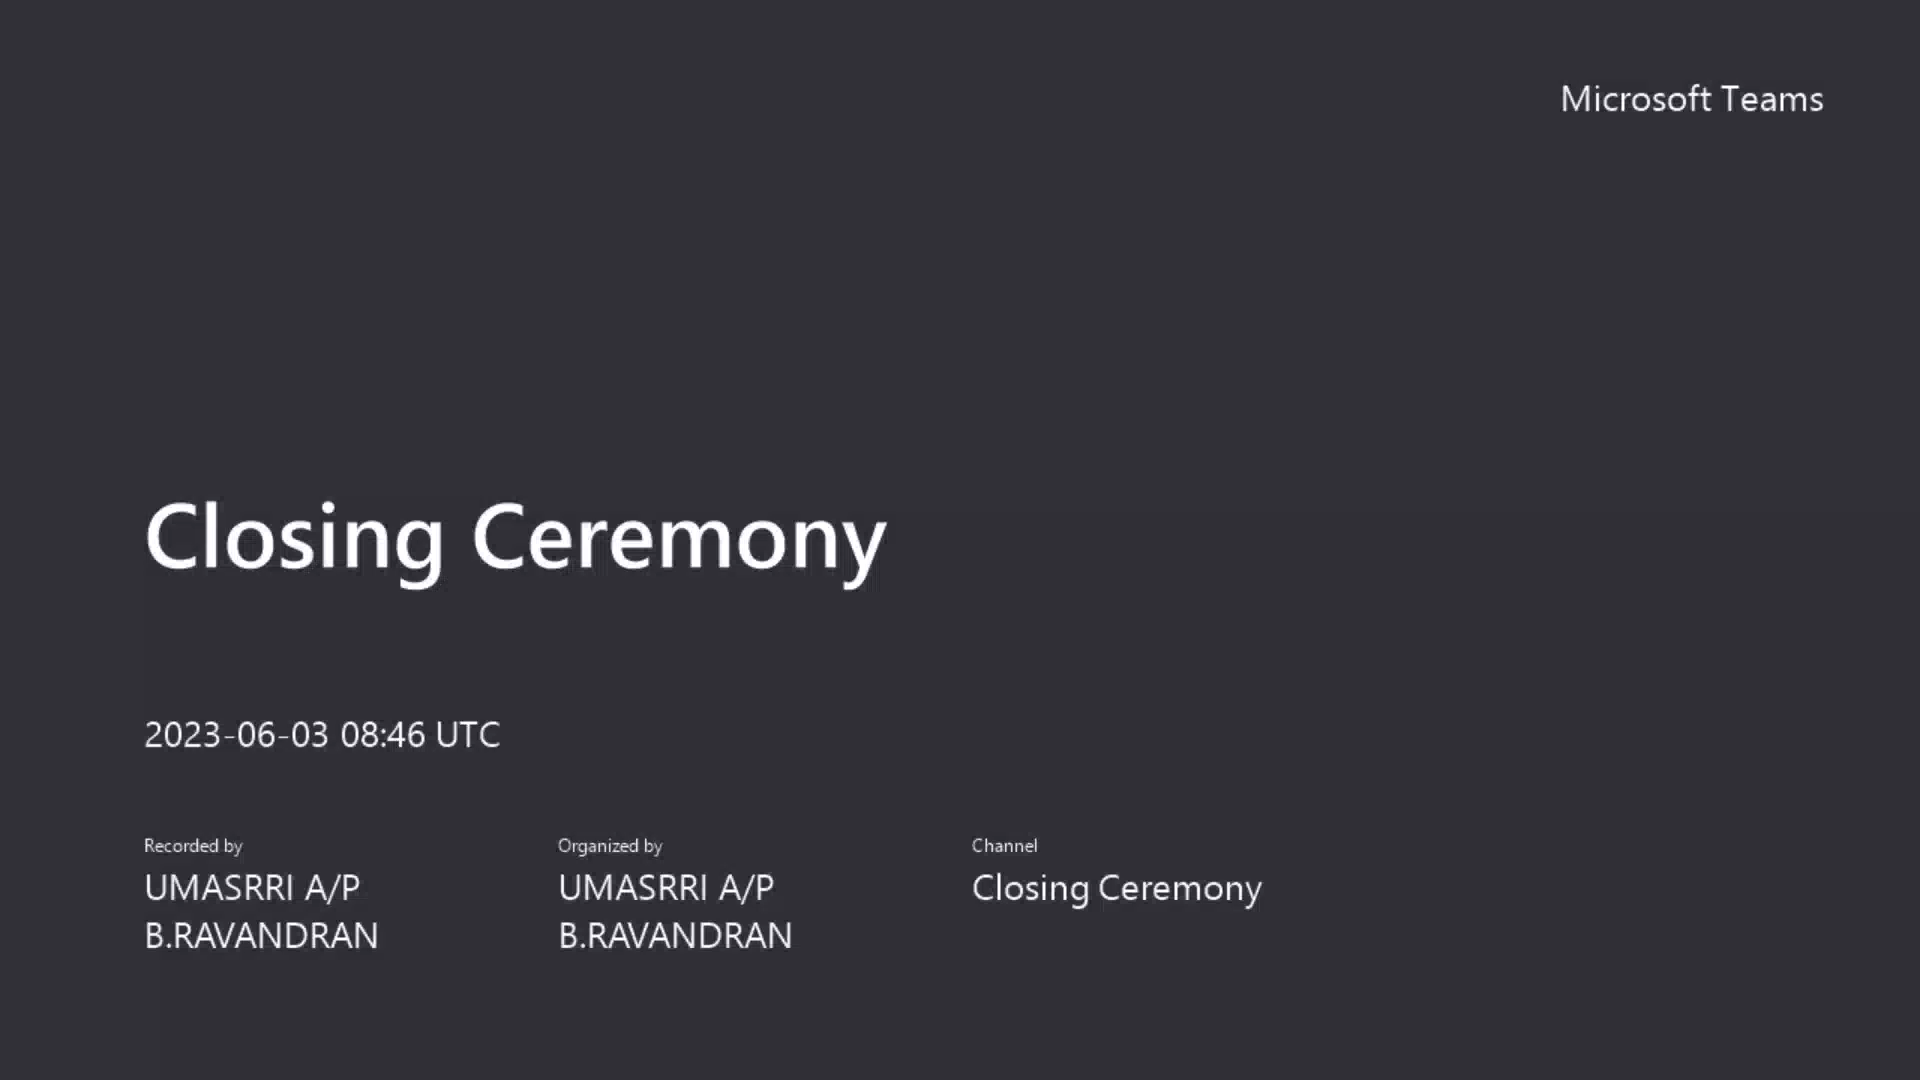 Microsoft Teams
Closing Ceremony
2023-06-03 08:46 UTC
Recorded by
UMASRRI A/P
B.RAVANDRAN
Organized by
UMASRRI A/P
B.RAVANDRAN
Channel
Closing Ceremony